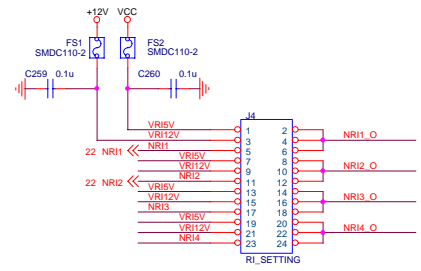 +12V VCC
FS1 FS2
SMDC110-2 SMDC110-2
C259 0.1u C260 0.1u
J4
VRI5V 1 2
VRI12V 3 4 NRI1_O
22 NRI1 NRI1 5 6
VRI5V 7 8
VRI12V 9 10 NRI2_O
22 NRI2 NRI2 11 12
VRI5V 13 14
VRI12V 15 16 NRI3_O
NRI3 17 18
VRI5V 19 20
VRI12V 21 22 NRI4_O
NRI4 23 24
RI_SETTING